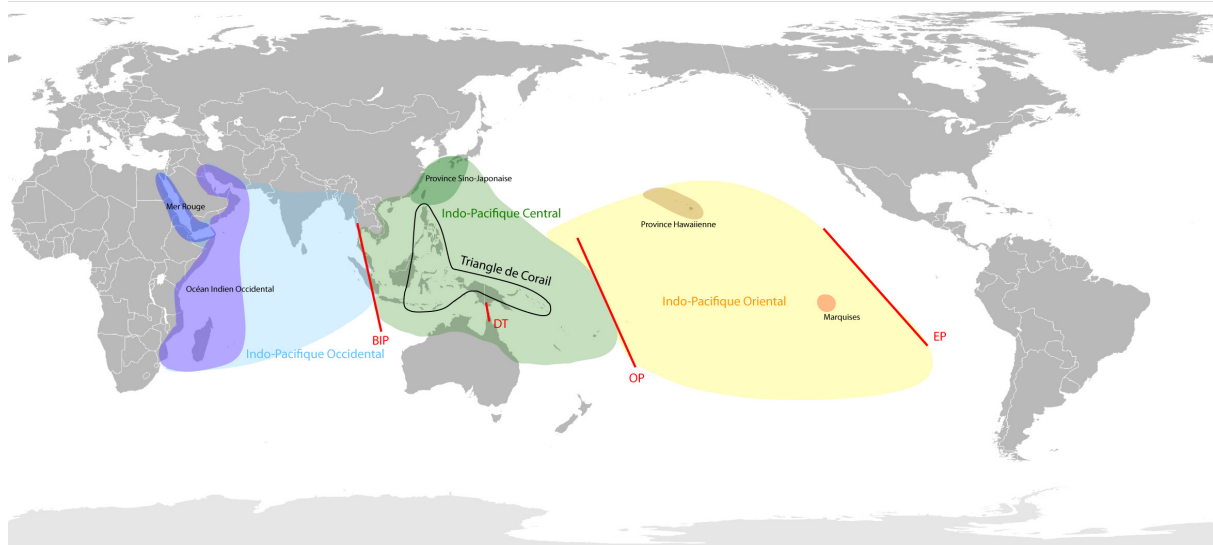 Province Sino-Japonaise
Mer Rouge
Indo-Pacifique Central
Province Hawaiienne
Triangle de Corail
Océan Indien Occidental
Indo-Pacifique Oriental
Marquises
DT
BIP
EP
Indo-Pacifique Occidental
OP